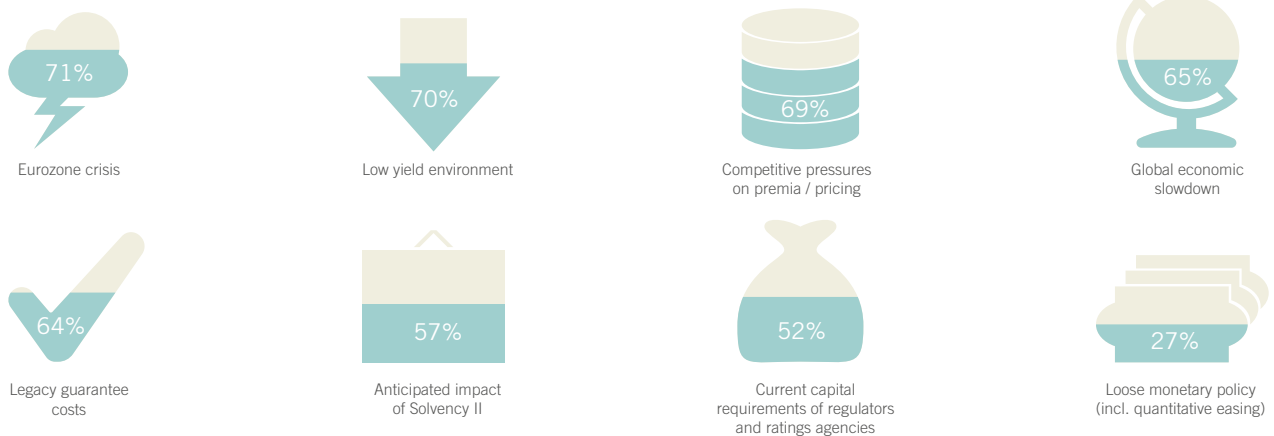 71%
70%
69%
65%
Eurozone crisis
Low yield environment
Competitive pressures
on premia / pricing
Global economic
slowdown
64%
57%
52%
27%
Legacy guarantee
costs
Anticipated impact
of Solvency II
Current capital
requirements of regulators
and ratings agencies
Loose monetary policy
(incl. quantitative easing)